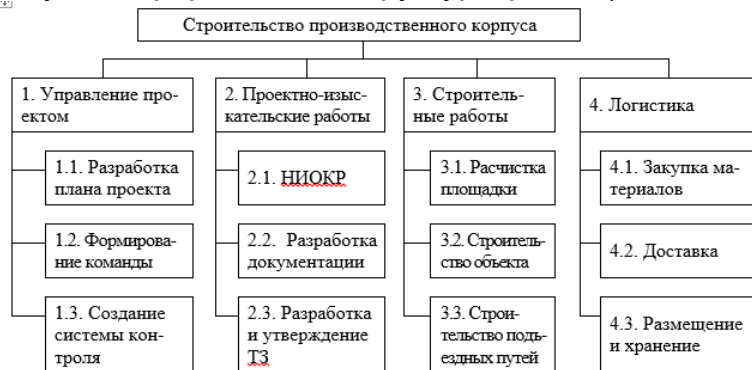 Строительство производственного корпуса
1. Управление про-
ектом
2. Проектно-изыс-
кательские работы
3. Строитель-
ные работы
4. Логистика
1.1. Разработка
плана проекта
2.1. НИОКР
3.1. Расчистка
площадки
4.1. Закупка ма-
териалов
1.2. Формирова-
ние команды
2.2. Разработка
документации
3.2. Строитель-
ство объекта
4.2. Доставка
1.3. Создание
системы кон-
троля
2.3. Разработка
и утверждение
ТЗ
3.3. Строи-
тельство подъ-
ездных путей
4.3. Размещение
и хранение